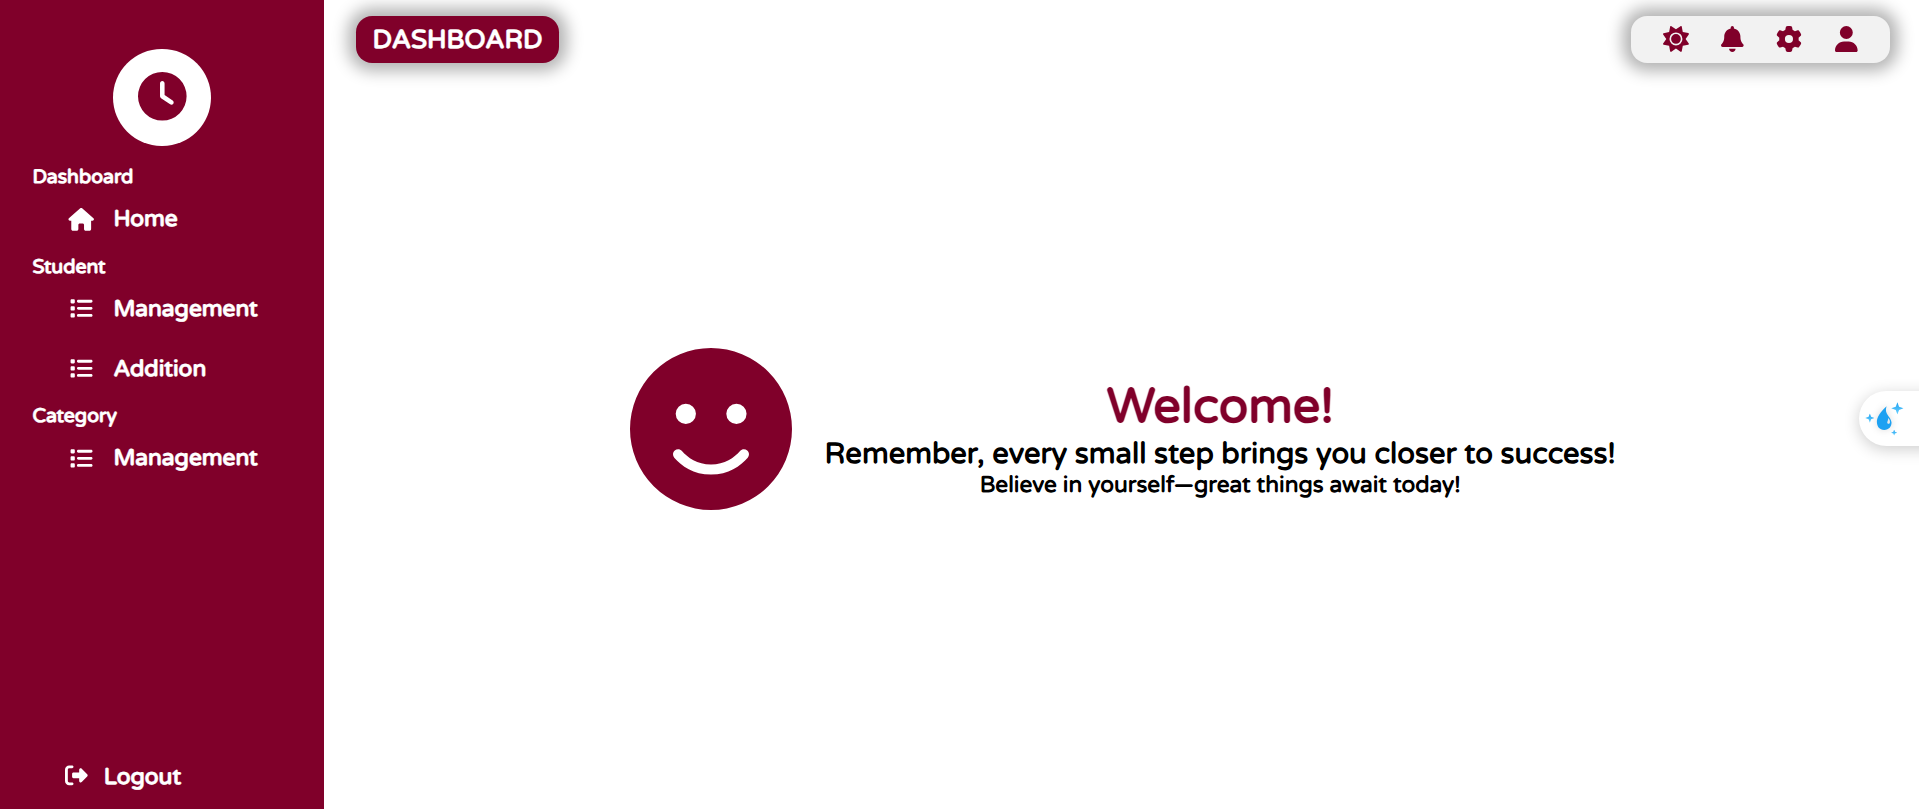 DASHBOARD
Dashboard
Home
Student
Management
Addition
Category
Management
Logout
Welcome!
Remember, every small step brings you closer to success!
Believe in yourself—great things await today!